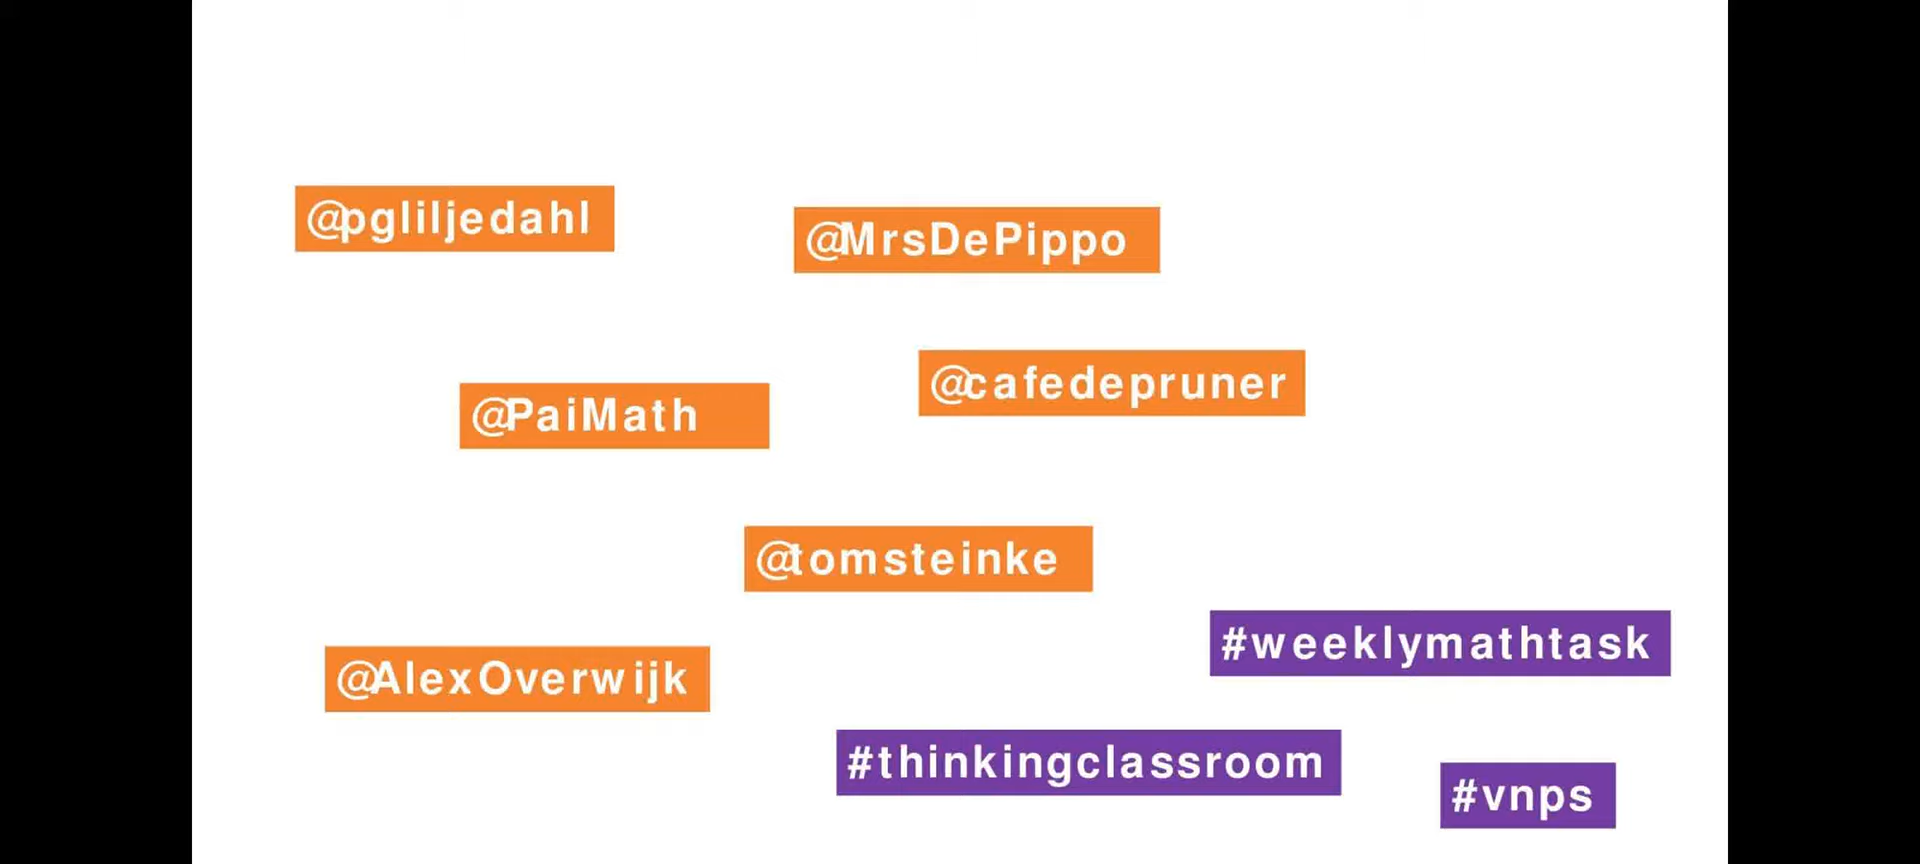 @pgliljedahl
@MrsDePippo
@cafedepruner
@PaiMath
@tomsteinke
#weeklymathtask
@AlexOverwijk
#thinkingclassroom
#vnps